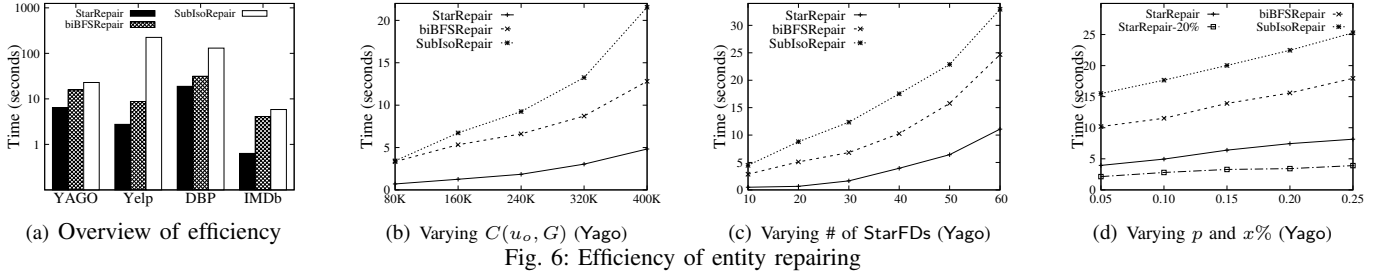 StarRepair
biBFSRepair
SubIsoRepair
Time (seconds)
1000
100
10
1
YAGO Yelp DBP IMDb
(a) Overview of efficiency
StarRepair
biBFSRepair
SubIsoRepair
Time (seconds)
20
15
10
5
0
80K 160K 240K 320K 400K
(b) Varying C(u_o, G) (Yago)
StarRepair
biBFSRepair
SubIsoRepair
Time (seconds)
30
25
20
15
10
5
0
10 20 30 40 50 60
(c) Varying # of StarFDs (Yago)
StarRepair
StarRepair-20%
biBFSRepair
SubIsoRepair
Time (seconds)
30
25
20
15
10
5
0
0.05 0.10 0.15 0.20 0.25
(d) Varying p and x% (Yago)
Fig. 6: Efficiency of entity repairing